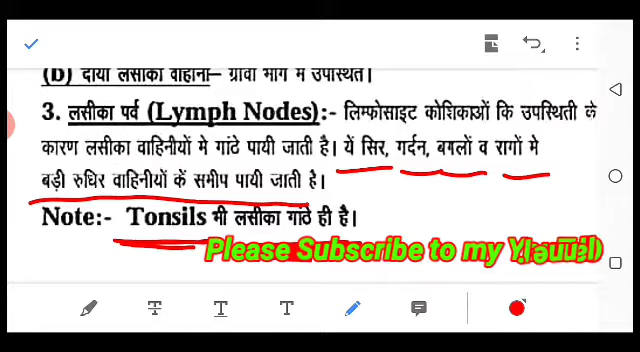 (b) दायां लसीका वाहीनी– ग्रीवा भाग में उपस्थित।
3. लसीका पर्व (Lymph Nodes):- लिम्फोसाइट कोशिकाओं कि उपस्थिती के
कारण लसीका वाहिनीयों मे गांठे पायी जाती है। यें सिर, गर्दन, बगलों व रागों मे
बड़ी रुधिर वाहिनीयों के समीप पायी जाती है।
Note:- Tonsils भी लसीका गांठे ही है।
Please Subscribe to my